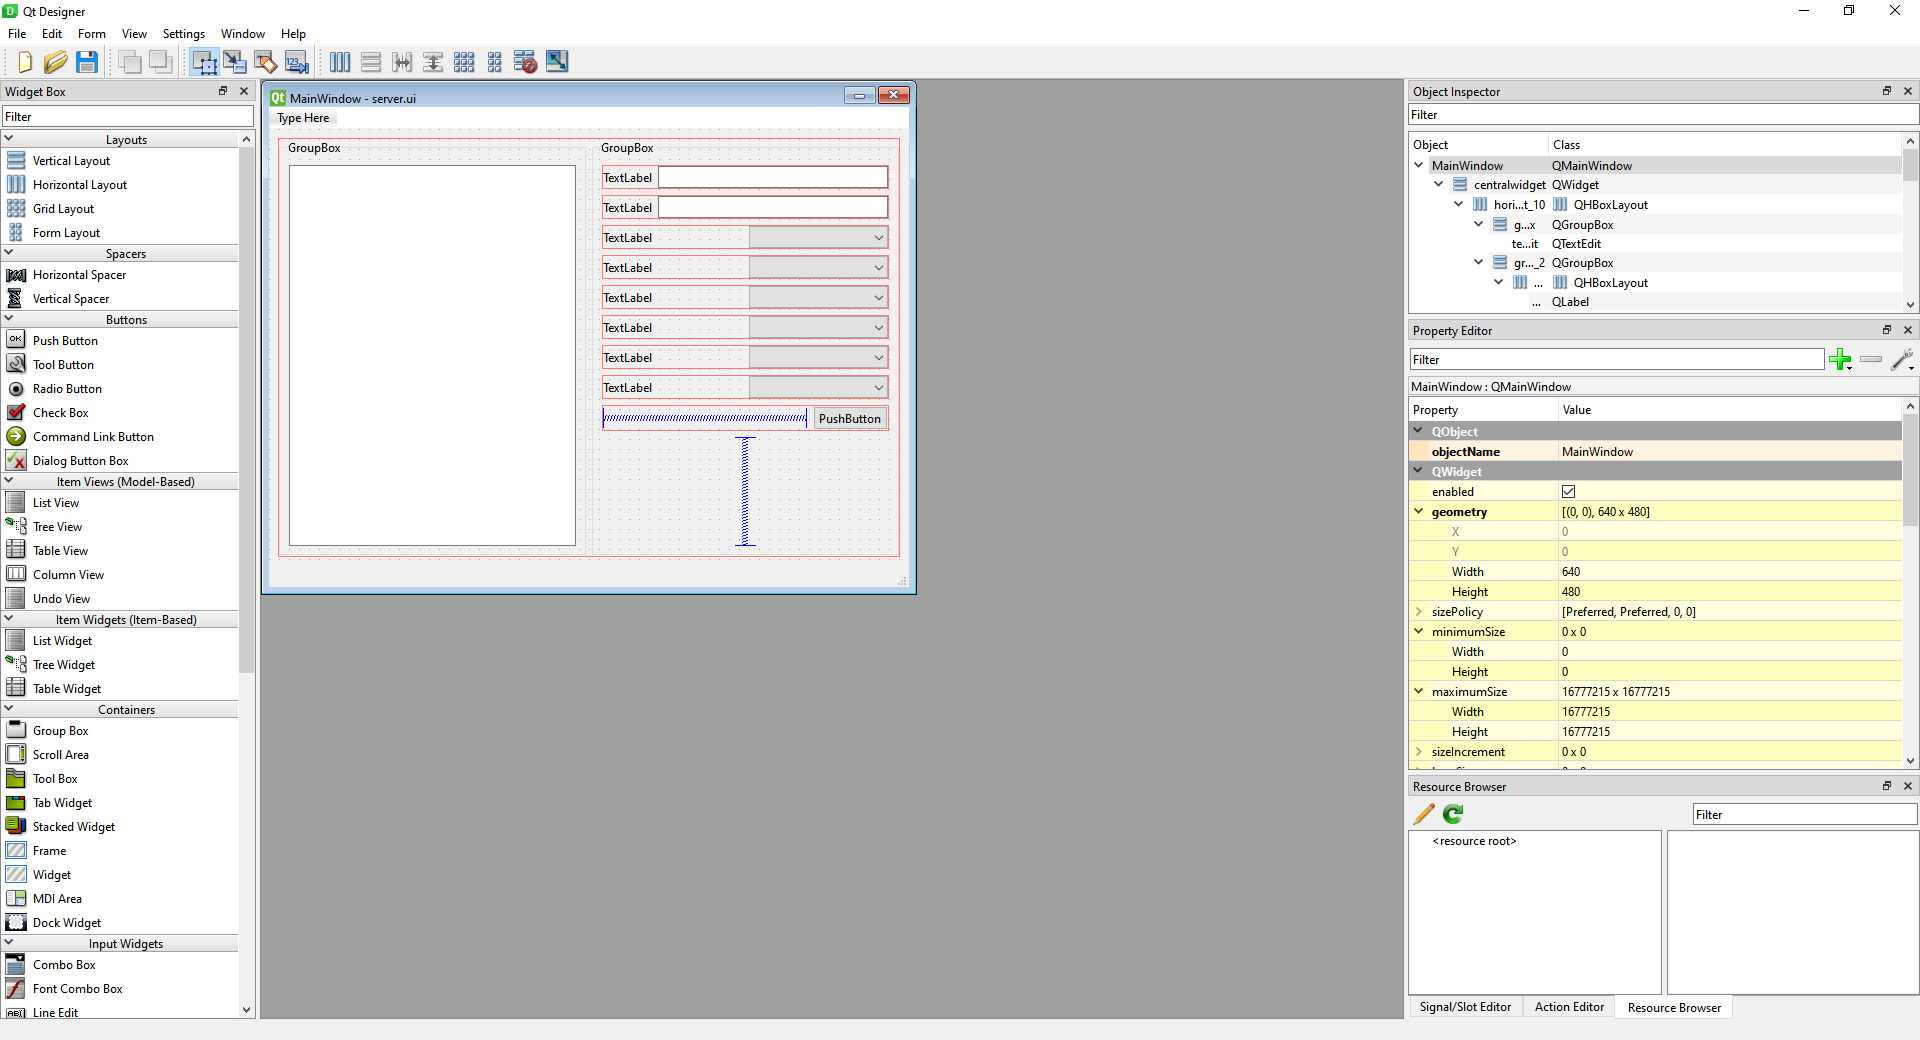 Qt Designer
File Edit Form View Settings Window Help
Widget Box
Filter
Layouts
Vertical Layout
Horizontal Layout
Grid Layout
Form Layout
Spacers
Horizontal Spacer
Vertical Spacer
Buttons
OK Push Button
Tool Button
Radio Button
Check Box
Command Link Button
Dialog Button Box
Item Views (Model-Based)
List View
Tree View
Table View
Column View
Undo View
Item Widgets (Item-Based)
List Widget
Tree Widget
Table Widget
Containers
Group Box
Scroll Area
Tool Box
Tab Widget
Stacked Widget
Frame
Widget
MDI Area
Dock Widget
Input Widgets
Combo Box
Font Combo Box
Line Edit
Qt MainWindow - server.ui
Type Here
GroupBox
GroupBox
TextLabel
TextLabel
TextLabel
TextLabel
TextLabel
TextLabel
TextLabel
TextLabel
PushButton
Object Inspector
Filter
Object Class
MainWindow QMainWindow
centralwidget QWidget
hori...t_10 QHBoxLayout
g...x QGroupBox
te...it QTextEdit
gr..._2 QGroupBox
... QHBoxLayout
... QLabel
Property Editor
Filter
MainWindow : QMainWindow
Property Value
QObject
objectName MainWindow
QWidget
enabled
geometry [(0, 0), 640 x 480]
X 0
Y 0
Width 640
Height 480
sizePolicy [Preferred, Preferred, 0, 0]
minimumSize 0 x 0
Width 0
Height 0
maximumSize 16777215 x 16777215
Width 16777215
Height 16777215
sizeIncrement 0 x 0
Resource Browser
Filter
<resource root>
Signal/Slot Editor Action Editor Resource Browser